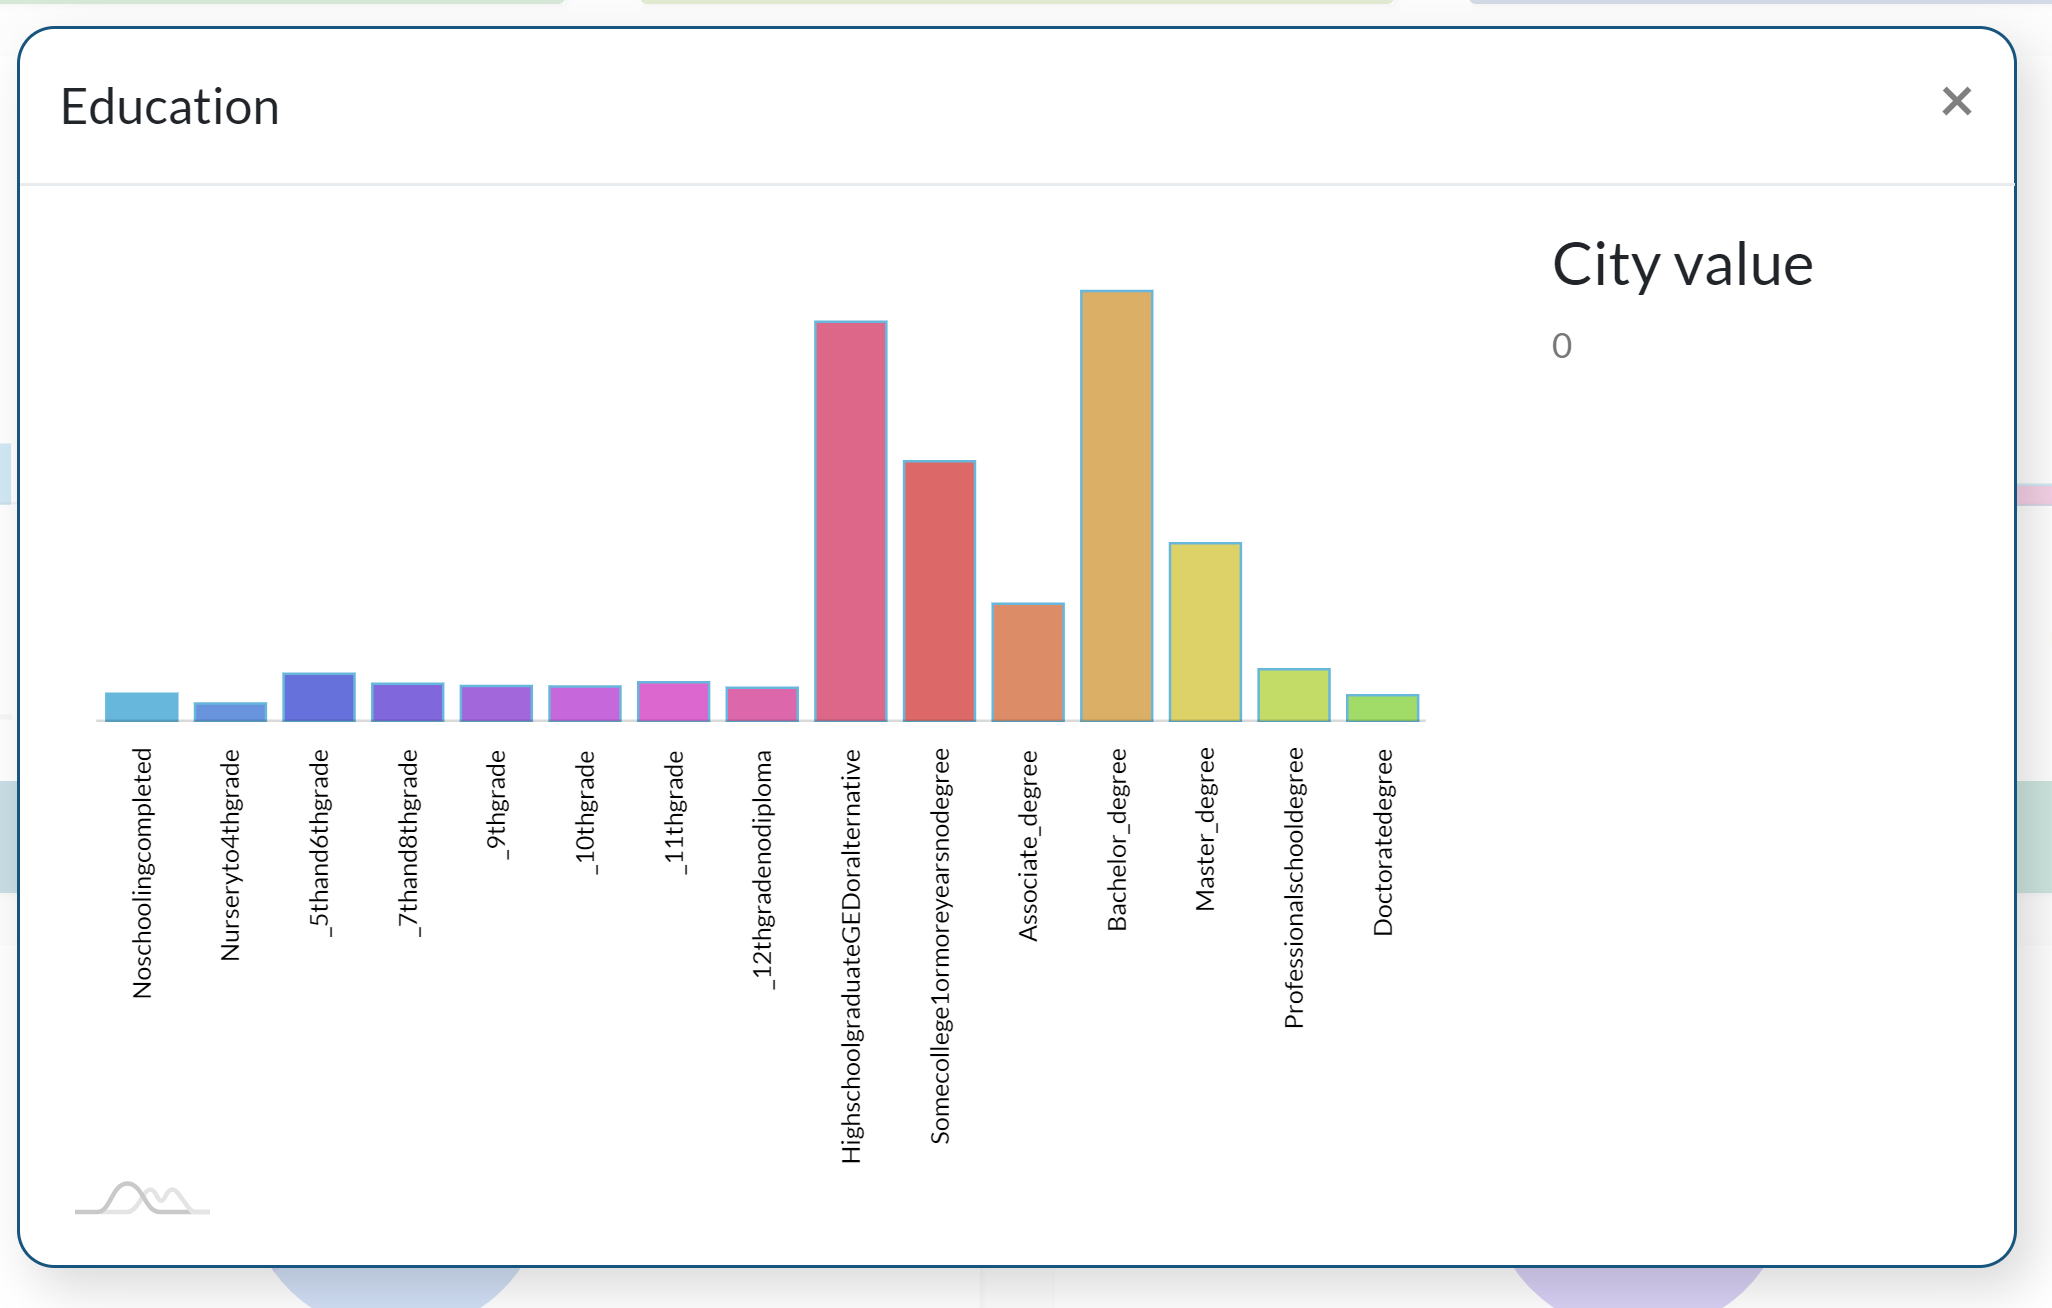 Education
City value
0
Noschoolingcompleted
Nurseryto4thgrade
_5thand6thgrade
_7thand8thgrade
_9thgrade
_10thgrade
_11thgrade
_12thgradenodiploma
HighschoolgraduateGEDoralternative
Somecollege1ormoreyearsnodegree
Associate_degree
Bachelor_degree
Master_degree
Professionalschooldegree
Doctoratedegree